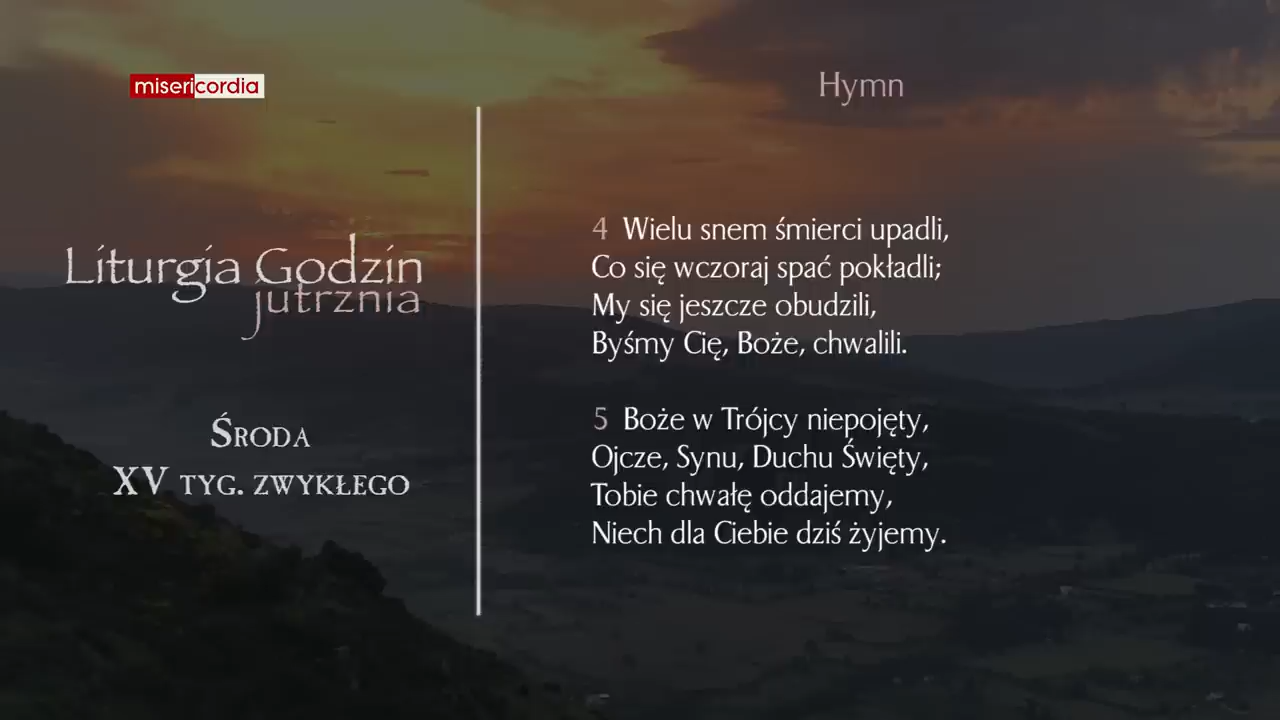 misericordia
Liturgia Godzin
jutrznia
Środa
XV tyg. zwykłego
Hymn
4 Wielu snem śmierci upadli,
Co się wczoraj spać pokładli;
My się jeszcze obudzili,
Byśmy Cię, Boże, chwalili.
5 Boże w Trójcy niepojęty,
Ojcze, Synu, Duchu Święty,
Tobie chwałę oddajemy,
Niech dla Ciebie dziś żyjemy.